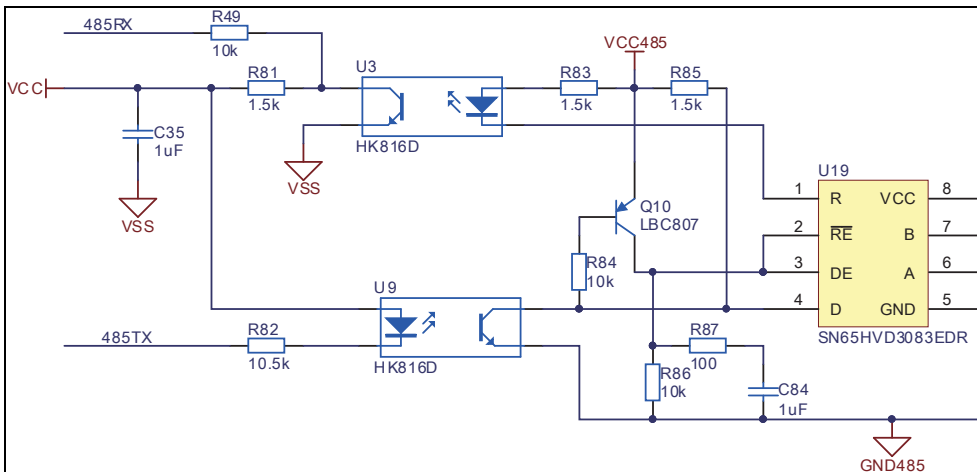 485RX
R49
10k
VCC485
VCC
R81
1.5k
U3
HK816D
R83
1.5k
R85
1.5k
C35
1uF
VSS
VSS
U19
1 R VCC 8
2 RE B 7
3 DE A 6
4 D GND 5
SN65HVD3083EDR
Q10
LBC807
R84
10k
U9
HK816D
485TX
R82
10.5k
R87
100
R86
10k
C84
1uF
GND485